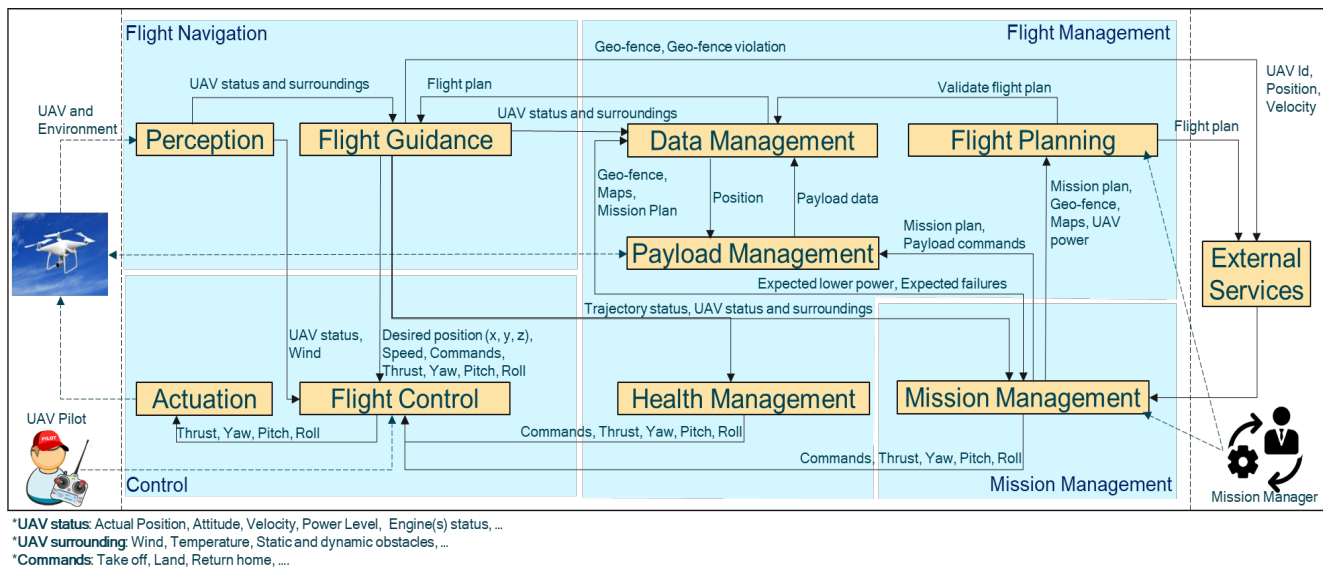 Flight Navigation
Flight Management
Geo-fence, Geo-fence violation
UAV Id,
Position,
Velocity
UAV status and surroundings
Flight plan
Validate flight plan
UAV and
Environment
UAV status and surroundings
Flight plan
Perception
Flight Guidance
Data Management
Flight Planning
Geo-fence,
Maps,
Mission Plan
Position
Payload data
Mission plan,
Geo-fence,
Maps, UAV
power
Mission plan,
Payload commands
Payload Management
External
Services
Expected lower power, Expected failures
Trajectory status, UAV status and surroundings
UAV status,
Wind
Desired position (x, y, z),
Speed, Commands,
Thrust, Yaw, Pitch, Roll
Actuation
Flight Control
Health Management
Mission Management
UAV Pilot
PILOT
Thrust, Yaw, Pitch, Roll
Commands, Thrust, Yaw, Pitch, Roll
Commands, Thrust, Yaw, Pitch, Roll
Control
Mission Management
Mission Manager
*UAV status: Actual Position, Attitude, Velocity, Power Level, Engine(s) status, ...
*UAV surrounding: Wind, Temperature, Static and dynamic obstacles, ...
*Commands: Take off, Land, Return home, ....